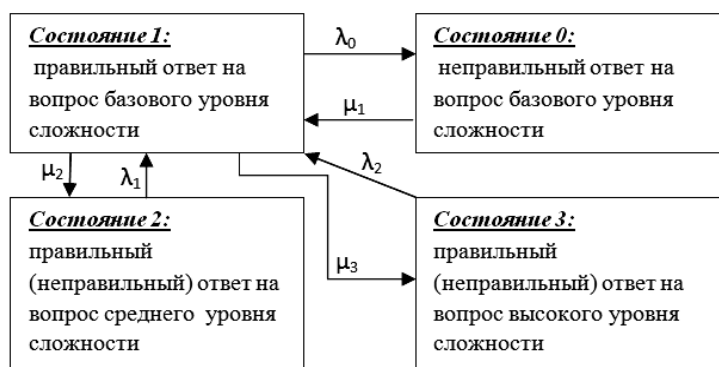 Состояние 1:
правильный ответ на
вопрос базового уровня
сложности
λ0
Состояние 0:
неправильный ответ на
вопрос базового уровня
сложности
μ1
μ2
λ1
λ2
Состояние 2:
правильный
(неправильный) ответ на
вопрос среднего уровня
сложности
μ3
Состояние 3:
правильный
(неправильный) ответ на
вопрос высокого уровня
сложности